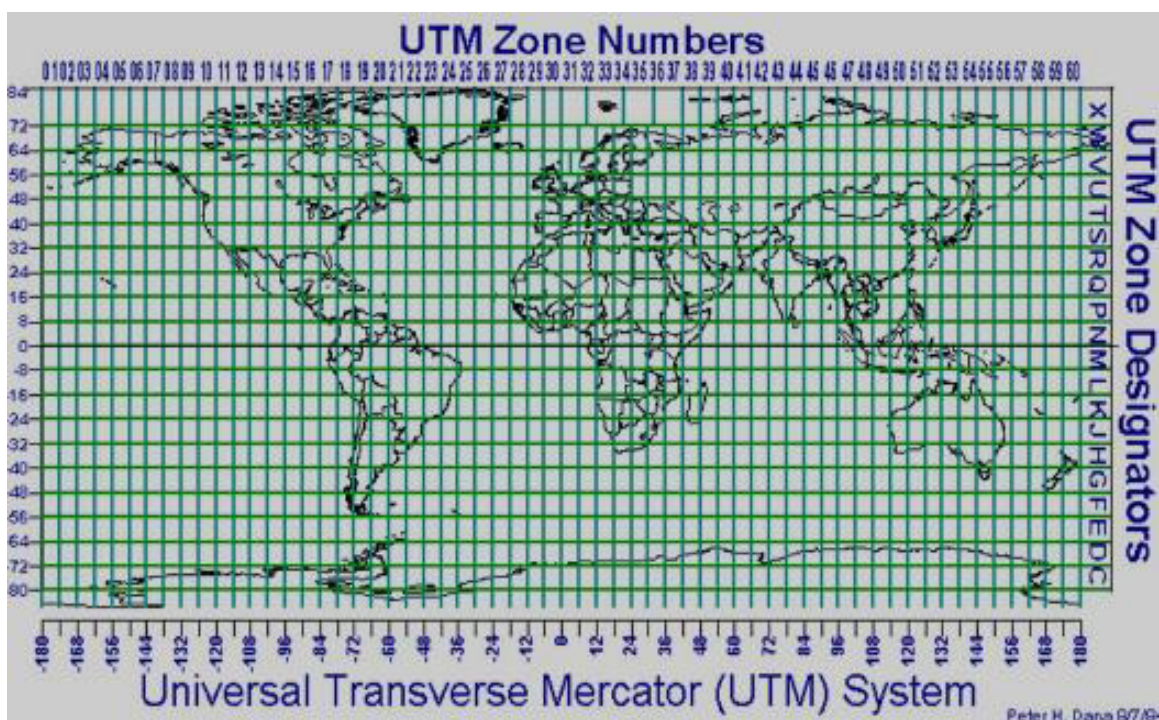 UTM Zone Numbers
01 02 03 04 05 06 07 08 09 10 11 12 13 14 15 16 17 18 19 20 21 22 23 24 25 26 27 28 29 30 31 32 33 34 35 36 37 38 39 40 41 42 43 44 45 46 47 48 49 50 51 52 53 54 55 56 57 58 59 60
84
72
64
56
48
40
32
24
16
8
0
-8
-16
-24
-32
-40
-48
-56
-64
-72
-80
X
W
V
U
T
S
R
Q
P
N
M
L
K
J
H
G
F
E
D
C
UTM Zone Designators
-180 -168 -156 -144 -132 -120 -108 -96 -84 -72 -60 -48 -36 -24 -12 0 12 24 36 48 60 72 84 96 108 120 132 144 156 168 180
Universal Transverse Mercator (UTM) System
Peter H. Dana